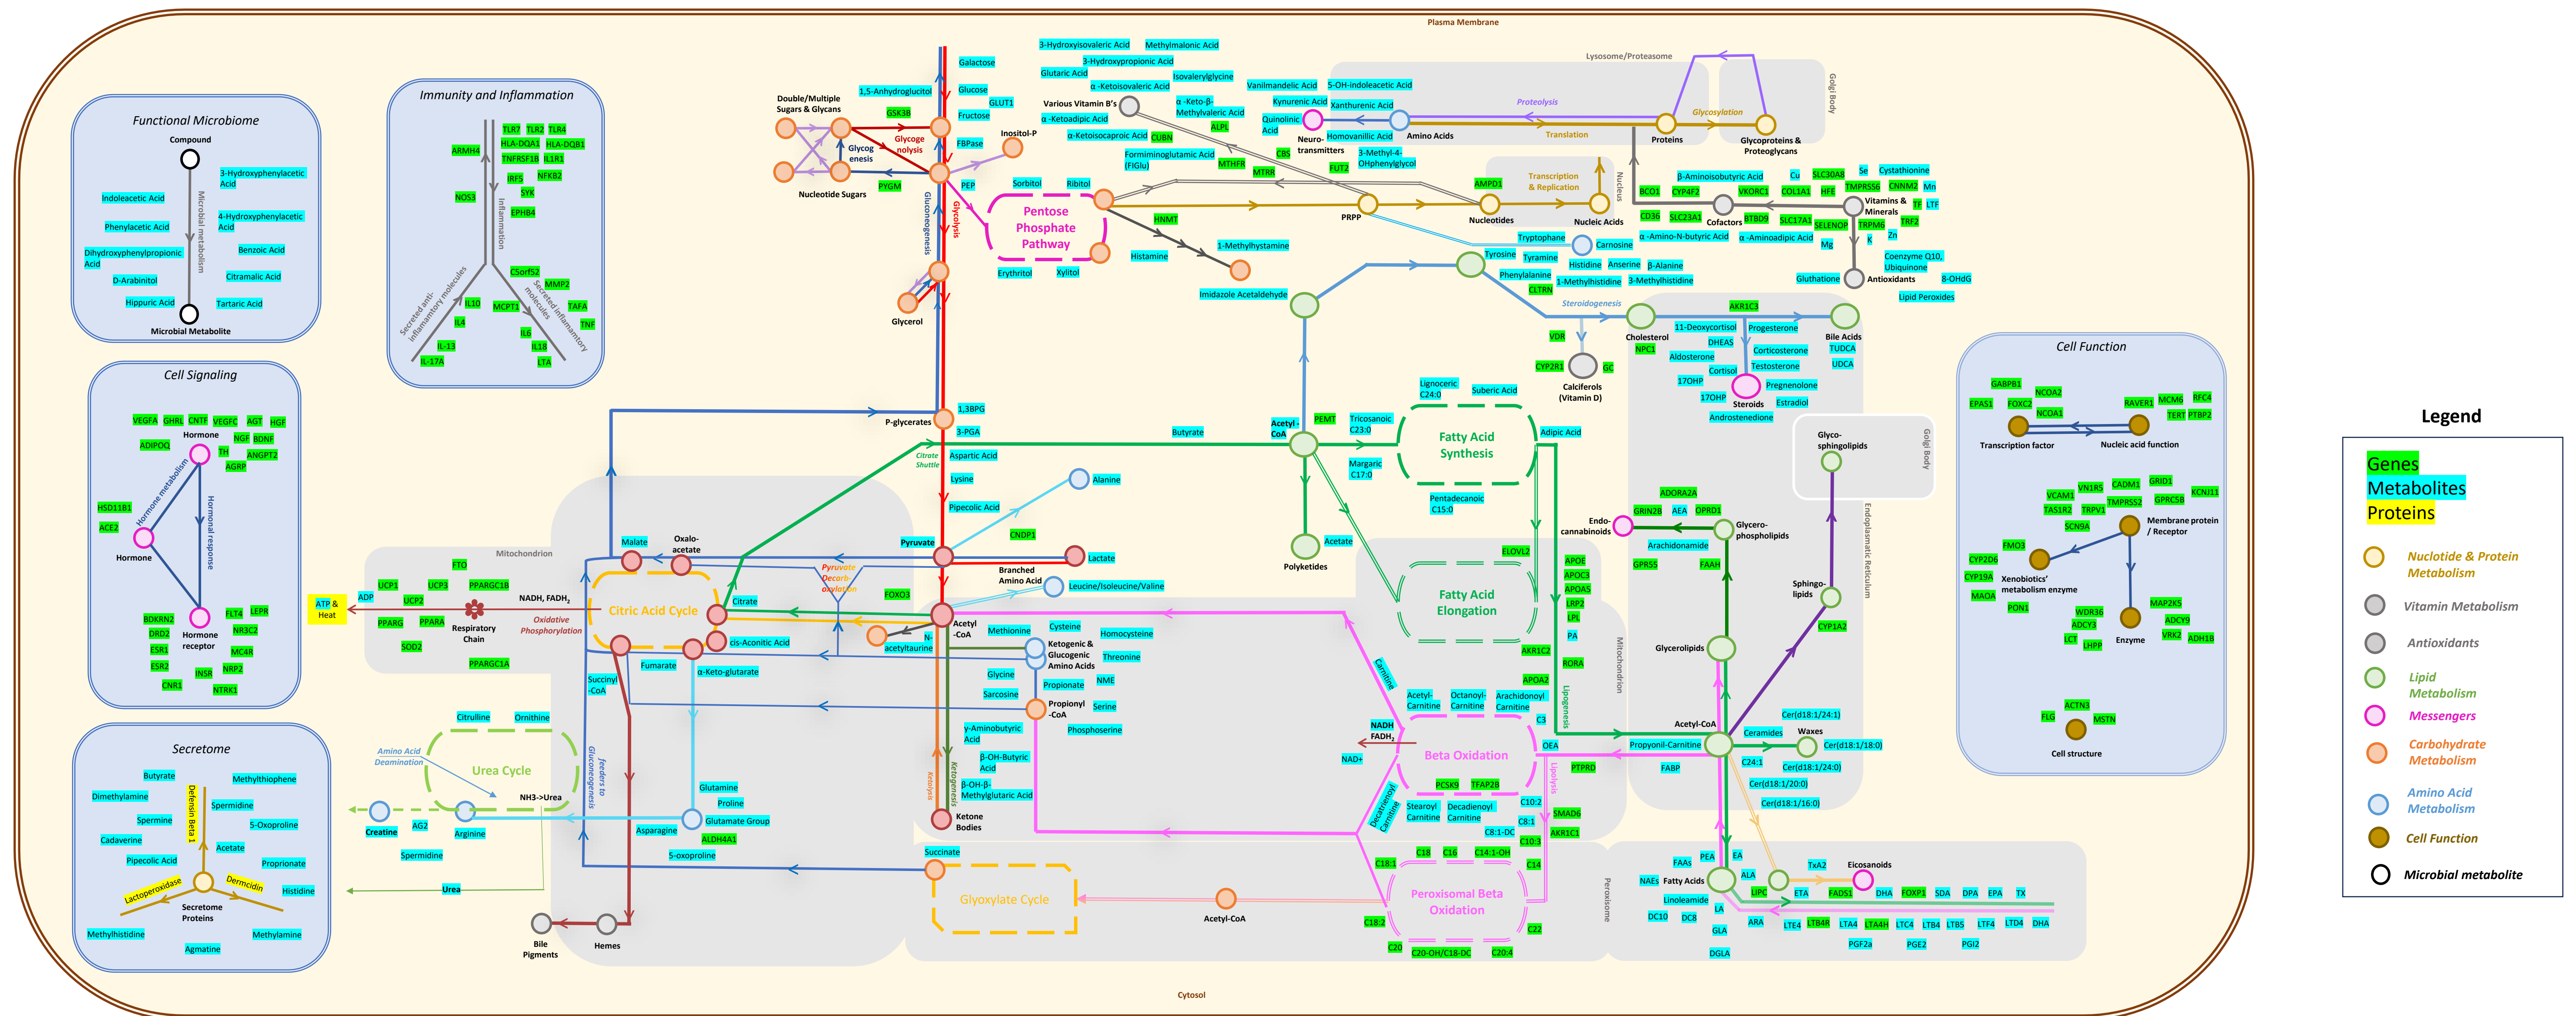 Plasma Membrane
Functional Microbiome
Compound
3-Hydroxyphenylacetic
Acid
Indoleacetic Acid
Microbial metabolism
4-Hydroxyphenylacetic
Acid
Phenylacetic Acid
Benzoic Acid
Dihydroxyphenylpropionic
Acid
Citramalic Acid
D-Arabinitol
Hippuric Acid
Tartaric Acid
Microbial Metabolite
Immunity and Inflammation
TLR7 TLR2 TLR4
HLA-DQA1 HLA-DQB1
ARMH4
TNFRSF1B IL1R1
IRF5 NFKB2
SYK
NOS3
EPHB4
Inflammation
C5orf52
MMP2
Secreted anti-
inflamamtory molecules
Secreted inflamamntory
molecules
IL10 MCPT1 TAFA
IL4 TNF
IL6
IL-13 IL18
IL-17A LTA
Cell Signaling
VEGFA GHRL CNTF VEGFC AGT HGF
Hormone
NGF BDNF
ADIPOQ TH ANGPT2
AGRP
Hormone metabolism
Hormonal response
HSD11B1
ACE2
Hormone
BDKRN2
FLT4 LEPR
DRD2 Hormone
receptor
NR3C2
ESR1
MC4R
ESR2
INSR NRP2
CNR1 NTRK1
Secretome
Butyrate
Methylthiophene
Defensin Beta 1
Dimethylamine
Spermidine
Spermine
5-Oxoproline
Cadaverine
Acetate
Pipecolic Acid
Proprionate
Lactoperoxidase
Dermcidin
Histidine
Secretome
Proteins
Methylhistidine
Methylamine
Agmatine
Double/Multiple
Sugars & Glycans
1,5-Anhydroglucitol
GSK3B
Glycoge
nolysis
Glycog
enesis
Nucleotide Sugars
PYGM
Galactose
Glucose
GLUT1
Fructose
FBPase
Inositol-P
PEP
Gluconeogenesis
Glycolysis
Glycerol
Sorbitol
Ribitol
Pentose
Phosphate
Pathway
Erythritol
Xylitol
3-Hydroxyisovaleric Acid
Methylmalonic Acid
3-Hydroxypropionic Acid
Glutaric Acid
Isovalerylglycine
α -Ketoisovaleric Acid
Various Vitamin B's
α -Keto-β-
Methylvaleric Acid
α -Ketoadipic Acid
ALPL
α-Ketoisocaproic Acid
CUBN
Formiminoglutamic Acid
(FIGlu)
MTHFR
MTRR
CBS
FUT2
HNMT
Histamine
1-Methylhystamine
Vanilmandelic Acid
5-OH-indoleacetic Acid
Kynurenic Acid
Xanthurenic Acid
Quinolinic
Acid
Neuro-
transmitters
Amino Acids
Homovanillic Acid
3-Methyl-4-
OHphenylglycol
Lysosome/Proteasome
Proteolysis
Translation
Glycosylation
Proteins
Glycoproteins &
Proteoglycans
Golgi Body
Transcription
& Replication
Nucleus
AMPD1
PRPP
Nucleotides
Nucleic Acids
β-Aminoisobutyric Acid
Cu
SLC30A8
Se
Cystathionine
BCO1 CYP4F2 VKORC1 COL1A1 HFE TMPRSS6 CNNM2 Mn
Vitamins &
Minerals
TF LTF
CD36 SLC23A1 Cofactors BTBD9 SLC17A1 SELENOP TRPM6 TRF2
α -Amino-N-butyric Acid
α -Aminoadipic Acid
Mg
K
Zn
Coenzyme Q10,
Ubiquinone
Gluthatione
Antioxidants
8-OHdG
Lipid Peroxides
Tryptophane
Carnosine
Tyrosine
Tyramine
Histidine
Anserine
β-Alanine
Phenylalanine
1-Methylhistidine
3-Methylhistidine
CLTRN
Imidazole Acetaldehyde
Steroidogenesis
VDR
CYP2R1
GC
Calciferols
(Vitamin D)
Cholesterol
NPC1
AKR1C3
11-Deoxycortisol
Progesterone
Bile Acids
DHEAS
TUDCA
Aldosterone
Corticosterone
UDCA
Cortisol
Testosterone
17OHP
Pregnenolone
17OHP
Steroids
Estradiol
Androstenedione
Glyco-
sphingolipids
Golgi Body
Endoplasmatic Reticulum
P-glycerates
1,3BPG
3-PGA
Citrate
Shuttle
Aspartic Acid
Lysine
Pipecolic Acid
Alanine
CNDP1
Pyruvate
Lactate
Branched
Amino Acid
Leucine/Isoleucine/Valine
Butyrate
Acetyl -
CoA
PEMT
Tricosanoic
C23:0
Lignoceric
C24:0
Suberic Acid
Fatty Acid
Synthesis
Adipic Acid
Margaric
C17:0
Pentadecanoic
C15:0
Acetate
Polyketides
ELOVL2
Fatty Acid
Elongation
APOE
APOC3
APOA5
LRP2
LPL
PA
AKR1C2
RORA
APOA2
Lipogenesis
Mitochondrion
Endo-
cannabinoids
ADORA2A
GRIN2B AEA OPRD1
Glycero-
phospholipids
Arachidonamide
GPR55
FAAH
Sphingo-
lipids
CYP1A2
Glycerolipids
Acetyl-CoA
Cer(d18:1/24:1)
Ceramides
Waxes
Propyonil-Carnitine
Cer(d18:1/18:0)
FABP
C24:1
Cer(d18:1/24:0)
Cer(d18:1/20:0)
Cer(d18:1/16:0)
Mitochondrion
Malate
Oxalo-
acetate
FTO
UCP1 UCP3 PPARGC1B
UCP2
ATP &
Heat
ADP
NADH, FADH2
Oxidative
Phosphorylation
PPARG PPARA
Respiratory
Chain
SOD2
PPARGC1A
Citric Acid Cycle
Citrate
cis-Aconitic Acid
Fumarate
α-Keto-glutarate
Succinyl
-CoA
Pyruvate
Decarb-
oxylation
FOXO3
Acetyl
-CoA
N-
acetyltaurine
Methionine
Cysteine
Homocysteine
Ketogenic &
Glucogenic
Amino Acids
Threonine
Glycine
Propionate
NME
Sarcosine
Serine
Propionyl
-CoA
Phosphoserine
γ-Aminobutyric
Acid
β-OH-Butyric
Acid
β-OH-β-
Methylglutaric Acid
Ketolysis
Ketogenesis
Ketone
Bodies
Carnitine
Acetyl-
Carnitine
Octanoyl-
Carnitine
Arachidonoyl
Carnitine
C3
NADH
FADH2
NAD+
Beta Oxidation
OEA
PTPRD
PCSK9 TFAP2B
Lipolysis
Decatrienoyl
Carnitine
Stearoyl
Carnitine
Decadienoyl
Carnitine
C10:2
C8:1
C8:1-DC
SMAD6
AKR1C1
C10:3
Citrulline
Ornithine
Amino Acid
Deamination
Urea Cycle
NH3->Urea
Creatine
AG2
Arginine
Spermidine
Urea
feeders to
Gluconeogenesis
Glutamine
Proline
Asparagine
Glutamate Group
ALDH4A1
5-oxoproline
Bile
Pigments
Hemes
Succinate
Glyoxylate Cycle
Acetyl-CoA
C18:1
C18
C16
C14:1-OH
C14
Peroxisomal Beta
Oxidation
C18:2
C22
C20
C20-OH/C18-DC
C20:4
Peroxisome
FAAs
PEA
EA
TxA2
Eicosanoids
NAEs
Fatty Acids
ALA
LIPC
ETA FADS1 DHA FOXP1 SDA DPA EPA TX
Linoleamide
LA
DC10
DC8
ARA
LTE4 LTB4R LTA4 LTA4H LTC4 LTB4 LTB5 LTF4 LTD4 DHA
GLA
PGF2a PGE2 PGI2
DGLA
Cytosol
Cell Function
GABPB1
NCOA2
EPAS1 FOXC2
NCOA1
RAVER1 MCM6 RFC4
TERT PTBP2
Transcription factor
Nucleic acid function
VCAM1 VN1R5 CADM1 GRID1
KCNJ11
TAS1R2 TRPV1 TMPRSS2 GPRC5B
SCN9A
Membrane protein
/ Receptor
FMO3
CYP2D6
Xenobiotics'
metabolism enzyme
CYP19A
MAOA
PON1
WDR36
MAP2K5
ADCY3
ADCY9
LCT
Enzyme
VRK2 ADH1B
LHPP
ACTN3
FLG MSTN
Cell structure
Legend
Genes
Metabolites
Proteins
Nuclotide & Protein
Metabolism
Vitamin Metabolism
Antioxidants
Lipid
Metabolism
Messengers
Carbohydrate
Metabolism
Amino Acid
Metabolism
Cell Function
Microbial metabolite